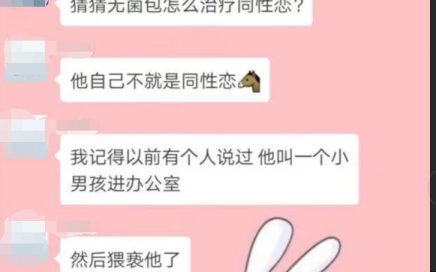 猜猜无菌包怎么治疗同性恋？
他自己不就是同性恋🐴
我记得以前有个人说过 他叫一个小
男孩进办公室
然后猥亵他了